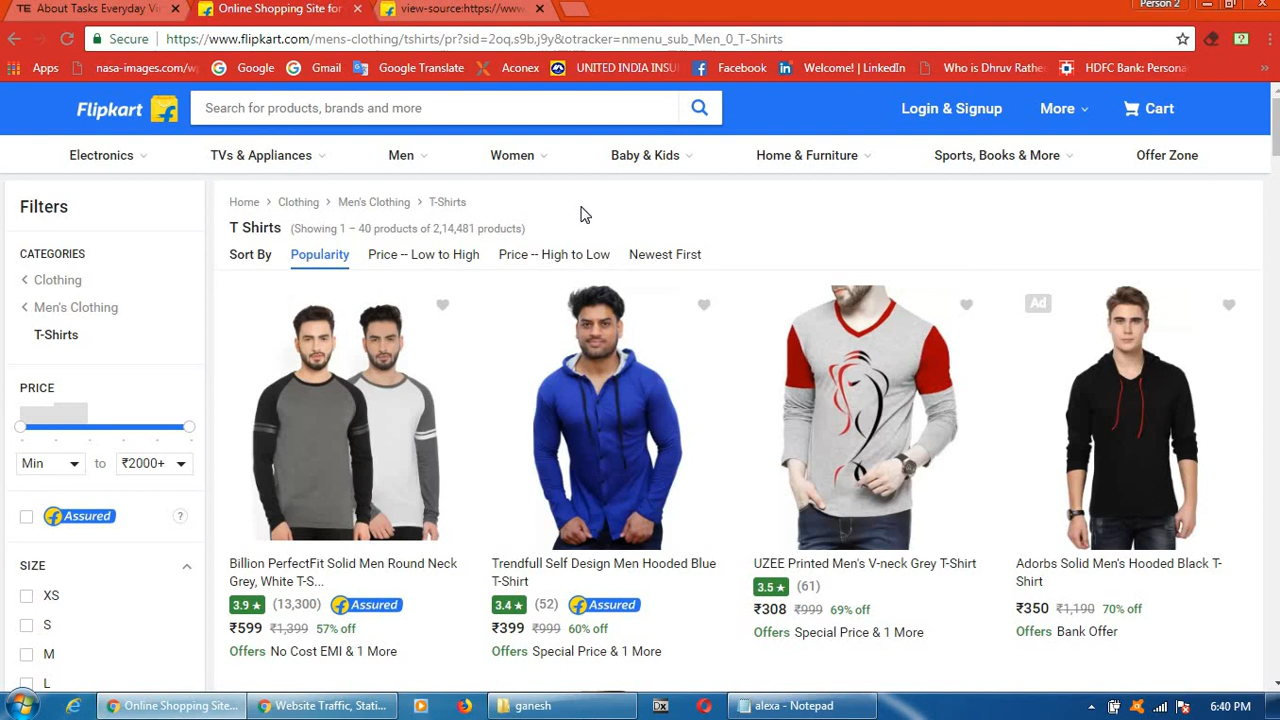 TE About Tasks Everyday Vi
Online Shopping Site for
view-source:https://www.
Person 2
Secure https://www.flipkart.com/mens-clothing/tshirts/pr?sid=2oq,s9b,j9y&otracker=nmenu_sub_Men_0_T-Shirts
Apps nasa-images.com/w Google Gmail Google Translate Aconex UNITED INDIA INSU Facebook Welcome! | LinkedIn Who is Dhruv Rathe HDFC Bank: Persona »
Flipkart Search for products, brands and more Login & Signup More Cart
Electronics TVs & Appliances Men Women Baby & Kids Home & Furniture Sports, Books & More Offer Zone
Filters
CATEGORIES
< Clothing
< Men's Clothing
T-Shirts
PRICE
Min to ₹2000+
Assured ?
SIZE
XS
S
M
L
Home > Clothing > Men's Clothing > T-Shirts
T Shirts (Showing 1 – 40 products of 2,14,481 products)
Sort By Popularity Price -- Low to High Price -- High to Low Newest First
Billion PerfectFit Solid Men Round Neck
Grey, White T-S...
3.9 ★ (13,300) Assured
₹599 ₹1,399 57% off
Offers No Cost EMI & 1 More
Trendfull Self Design Men Hooded Blue
T-Shirt
3.4 ★ (52) Assured
₹399 ₹999 60% off
Offers Special Price & 1 More
UZEE Printed Men's V-neck Grey T-Shirt
3.5 ★ (61)
₹308 ₹999 69% off
Offers Special Price & 1 More
Ad
Adorbs Solid Men's Hooded Black T-
Shirt
₹350 ₹1,190 70% off
Offers Bank Offer
Online Shopping Site... Website Traffic, Stati... ganesh Dx alexa - Notepad 6:40 PM